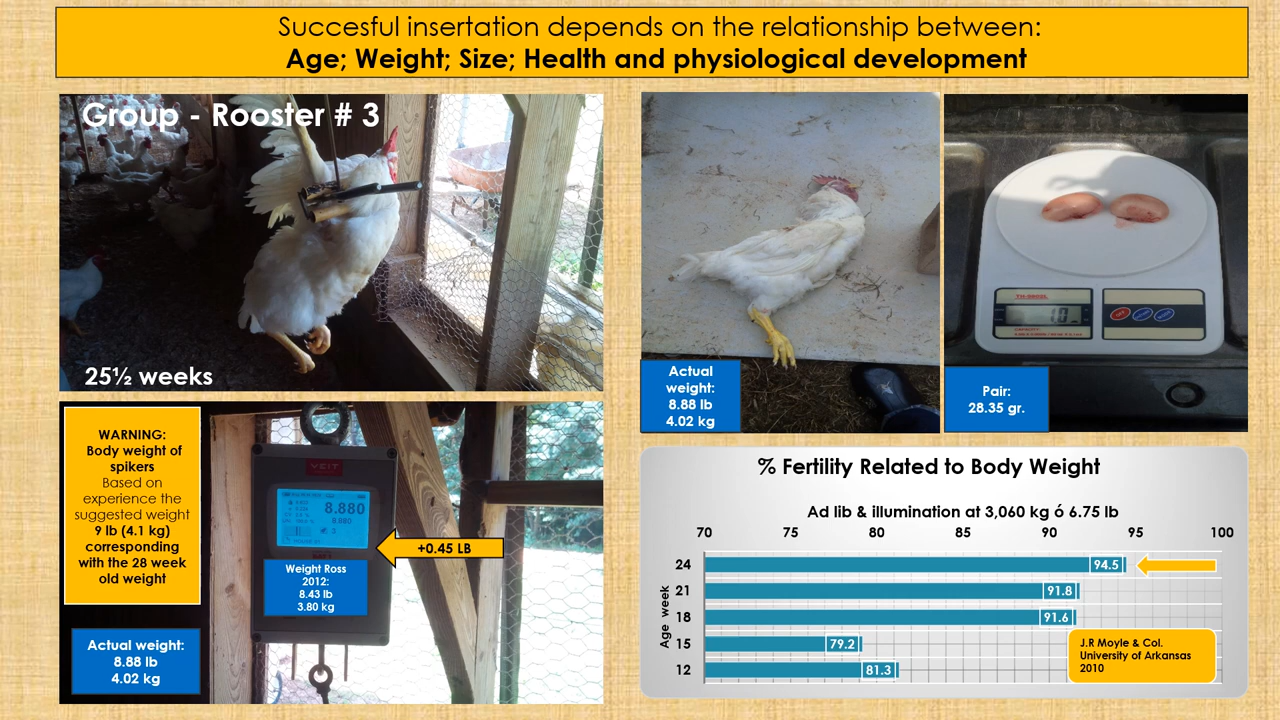 Succesful insertation depends on the relationship between:
Age; Weight; Size; Health and physiological development
Group - Rooster # 3
25½ weeks
WARNING:
Body weight of
spikers
Based on
experience the
suggested weight
9 lb (4.1 kg)
corresponding
with the 28 week
old weight
Actual weight:
8.88 lb
4.02 kg
VEIT
8.880
8.880
+0.45 LB
Weight Ross
2012:
8.43 lb
3.80 kg
Actual
weight:
8.88 lb
4.02 kg
1.0
Pair:
28.35 gr.
% Fertility Related to Body Weight
Ad lib & illumination at 3,060 kg ó 6.75 lb
70 75 80 85 90 95 100
Age week
24 94.5
21 91.8
18 91.6
15 79.2
12 81.3
J.R Moyle & Col.
University of Arkansas
2010